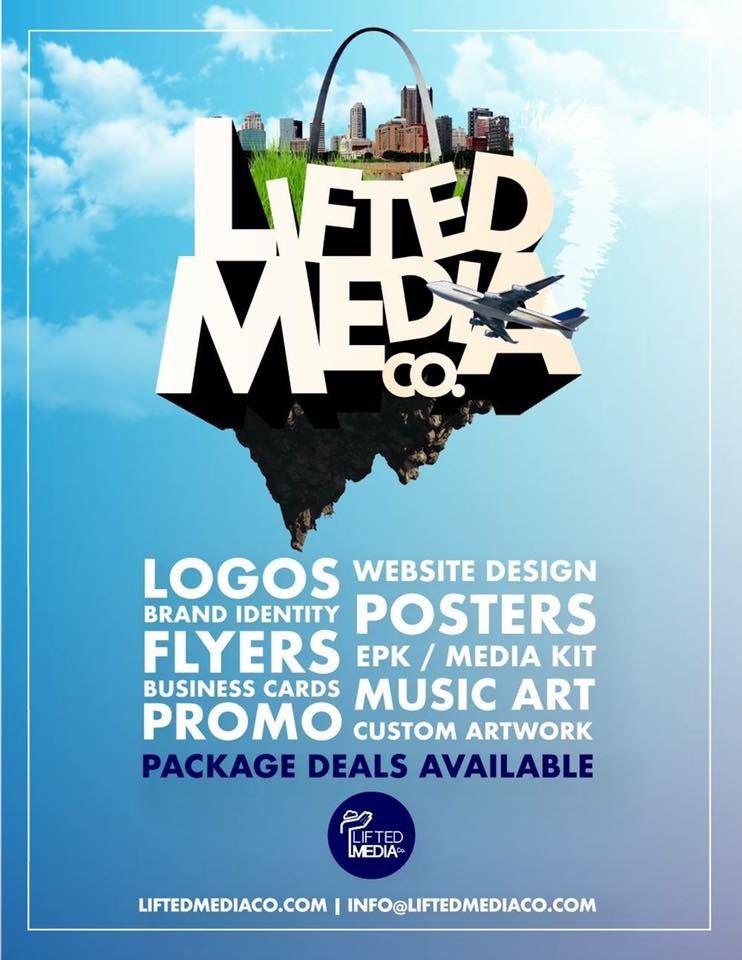 LIFTED
MEDIA
CO.
LOGOS
BRAND IDENTITY
FLYERS
BUSINESS CARDS
PROMO
WEBSITE DESIGN
POSTERS
EPK / MEDIA KIT
MUSIC ART
CUSTOM ARTWORK
PACKAGE DEALS AVAILABLE
LIFTED
MEDIA Co.
LIFTEDMEDIACO.COM | INFO@LIFTEDMEDIACO.COM